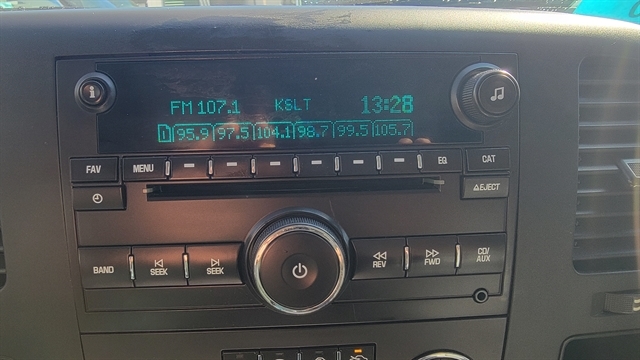 FM 107.1 KSLT 13:28
1 95.9 97.5 104.1 98.7 99.5 105.7
FAV MENU EQ CAT
EJECT
BAND SEEK SEEK REV FWD CD/
AUX